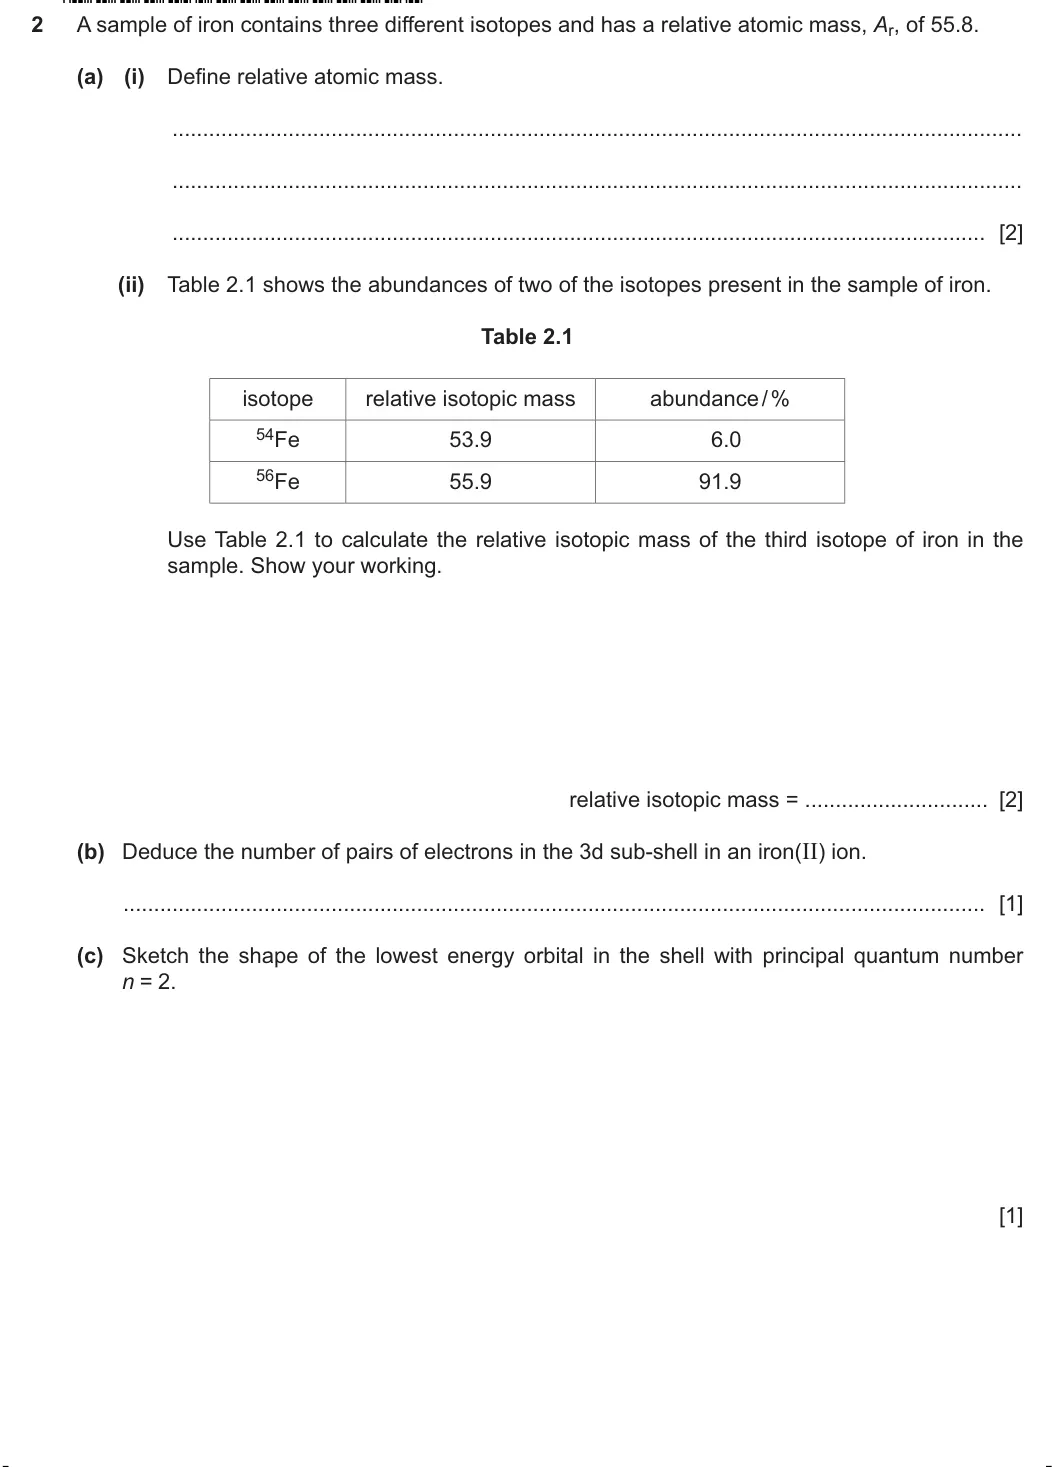 2 A sample of iron contains three different isotopes and has a relative atomic mass, Ar, of 55.8.
(a) (i) Define relative atomic mass.
..........................................................................................................................................
..........................................................................................................................................
.................................................................................................................................... [2]
(ii) Table 2.1 shows the abundances of two of the isotopes present in the sample of iron.
Table 2.1
isotope relative isotopic mass abundance / %
54Fe 53.9 6.0
56Fe 55.9 91.9
Use Table 2.1 to calculate the relative isotopic mass of the third isotope of iron in the
sample. Show your working.
relative isotopic mass = .............................. [2]
(b) Deduce the number of pairs of electrons in the 3d sub-shell in an iron(II) ion.
............................................................................................................................................ [1]
(c) Sketch the shape of the lowest energy orbital in the shell with principal quantum number
n = 2.
[1]